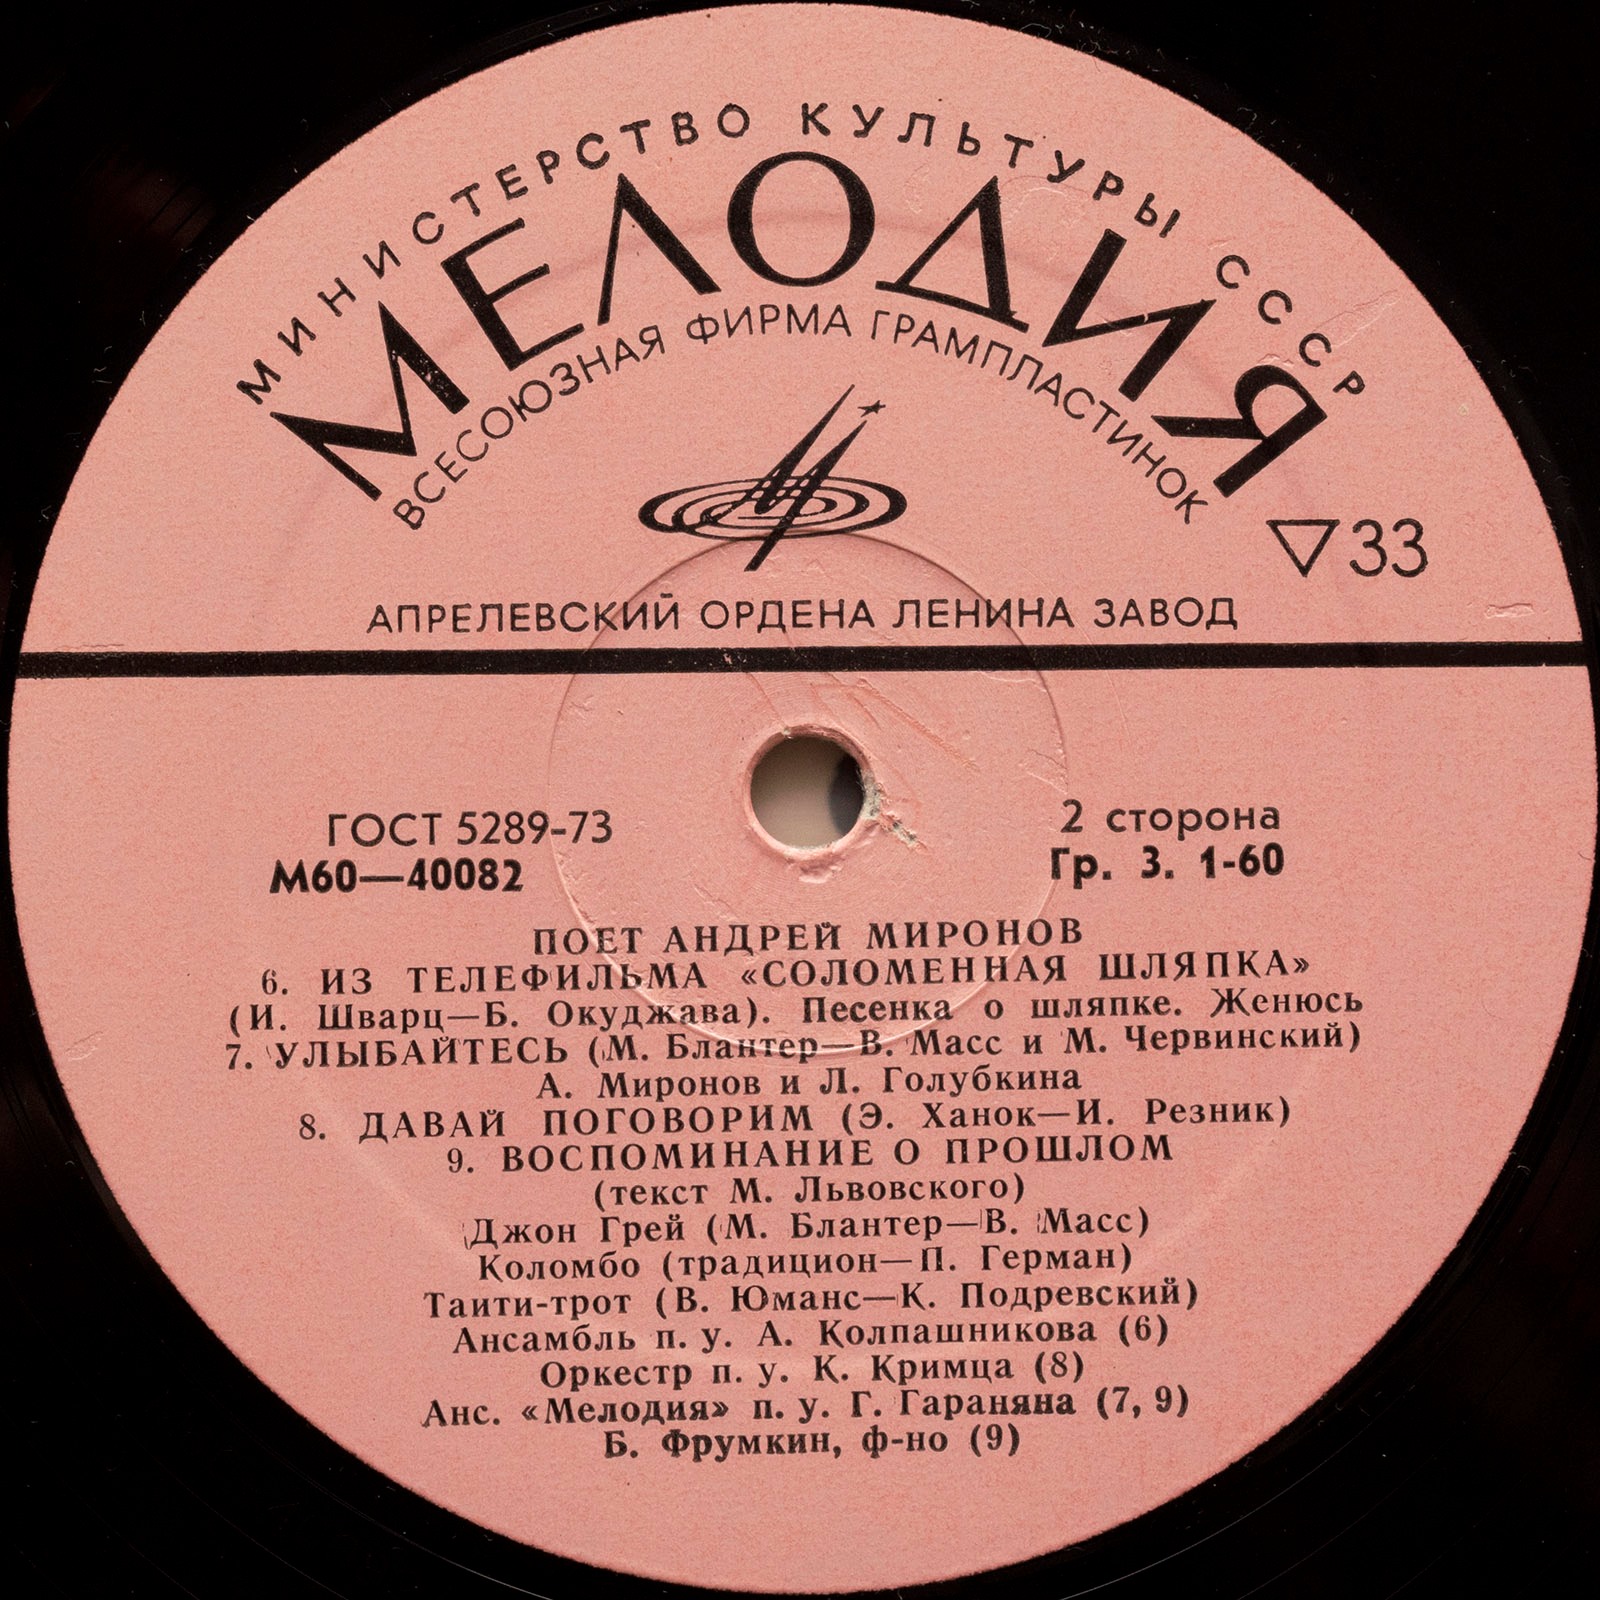 МИНИСТЕРСТВО КУЛЬТУРЫ СССР
МЕЛОДИЯ
ВСЕСОЮЗНАЯ ФИРМА ГРАМПЛАСТИНОК
33
АПРЕЛЕВСКИЙ ОРДЕНА ЛЕНИНА ЗАВОД
ГОСТ 5289-73
М60—40082
2 сторона
Гр. 3. 1-60
ПОЕТ АНДРЕЙ МИРОНОВ
6. ИЗ ТЕЛЕФИЛЬМА «СОЛОМЕННАЯ ШЛЯПКА»
(И. Шварц—Б. Окуджава). Песенка о шляпке. Женюсь
7. УЛЫБАЙТЕСЬ (М. Блантер—В. Масс и М. Червинский)
А. Миронов и Л. Голубкина
8. ДАВАЙ ПОГОВОРИМ (Э. Ханок—И. Резник)
9. ВОСПОМИНАНИЕ О ПРОШЛОМ
(текст М. Львовского)
Джон Грей (М. Блантер—В. Масс)
Коломбо (традицион—П. Герман)
Таити-трот (В. Юманс—К. Подревский)
Ансамбль п. у. А. Колпашникова (6)
Оркестр п. у. К. Кримца (8)
Анс. «Мелодия» п. у. Г. Гараняна (7, 9)
Б. Фрумкин, ф-но (9)